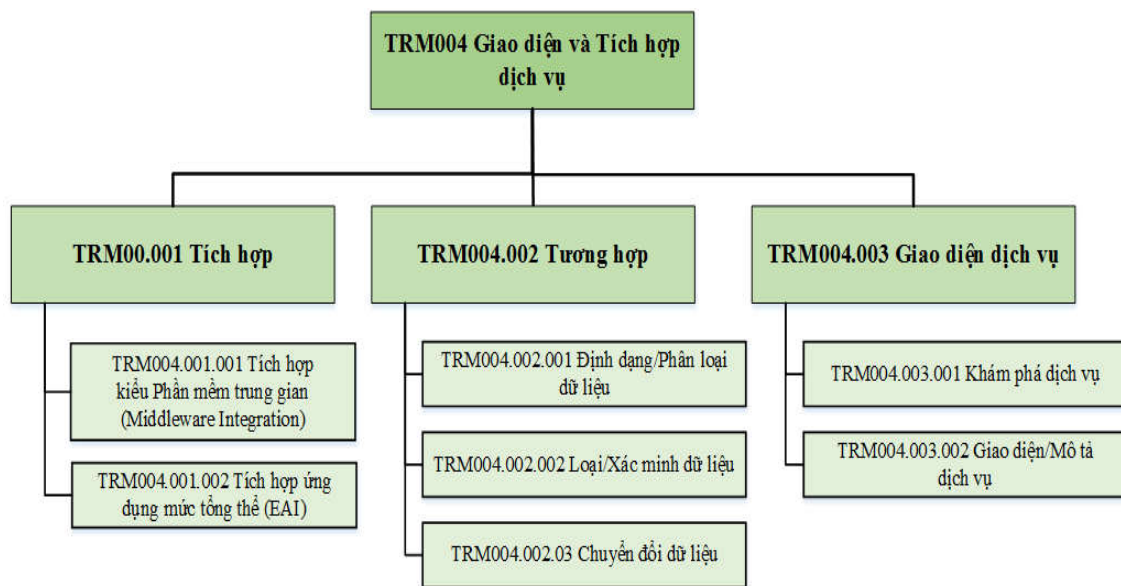 TRM004 Giao diện và Tích hợp
dịch vụ
TRM00.001 Tích hợp
TRM004.001.001 Tích hợp
kiểu Phần mềm trung gian
(Middleware Integration)
TRM004.001.002 Tích hợp ứng
dụng mức tổng thể (EAI)
TRM004.002 Tương hợp
TRM004.002.001 Định dạng/Phân loại
dữ liệu
TRM004.002.002 Loại/Xác minh dữ liệu
TRM004.002.03 Chuyển đổi dữ liệu
TRM004.003 Giao diện dịch vụ
TRM004.003.001 Khám phá dịch vụ
TRM004.003.002 Giao diện/Mô tả
dịch vụ